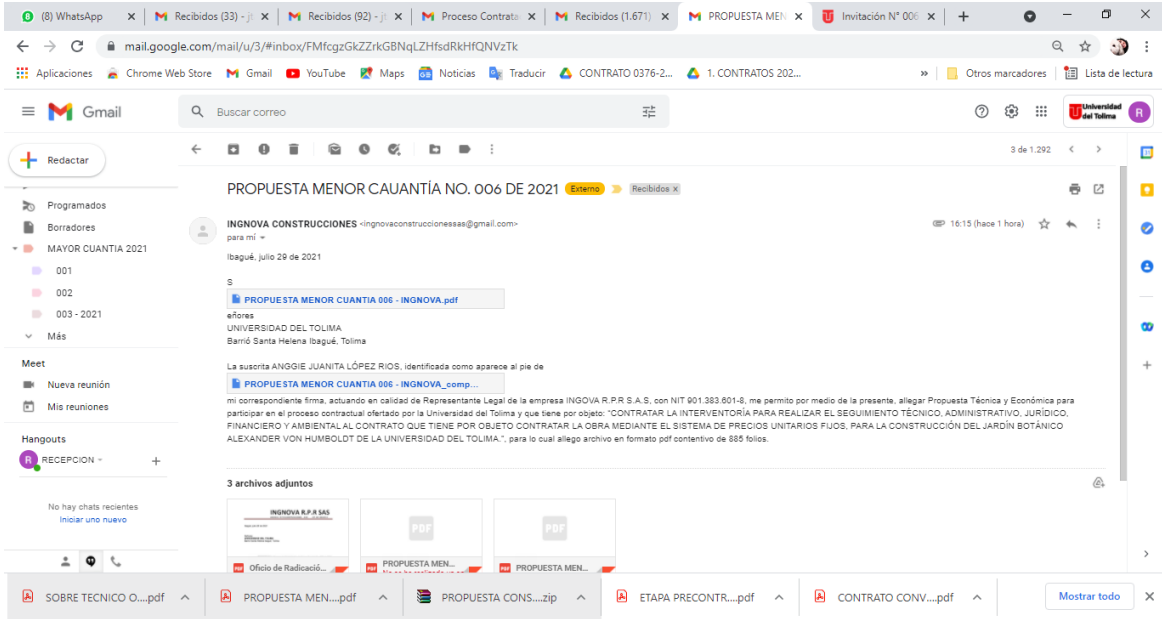 (8) WhatsApp
Recibidos (33) - jt
Recibidos (92) - jt
Proceso Contrata
Recibidos (1.671)
PROPUESTA MEN
Invitación N° 006
mail.google.com/mail/u/3/#inbox/FMfcgzGkZZrkGBNqLZHfsdRkHfQNVzTk
Aplicaciones
Chrome Web Store
Gmail
YouTube
Maps
Noticias
Traducir
CONTRATO 0376-2...
1. CONTRATOS 202...
»
Otros marcadores
Lista de lectura
Gmail
Buscar correo
Universidad
del Tolima
R
Redactar
3 de 1.292
Programados
Borradores
MAYOR CUANTIA 2021
001
002
003 - 2021
Más
Meet
Nueva reunión
Mis reuniones
Hangouts
R
RECEPCION
No hay chats recientes
Iniciar uno nuevo
PROPUESTA MENOR CAUANTÍA NO. 006 DE 2021
Externo
Recibidos x
INGNOVA CONSTRUCCIONES <ingnovaconstruccionessas@gmail.com>
16:15 (hace 1 hora)
para mí
Ibagué, julio 29 de 2021
S
PROPUESTA MENOR CUANTIA 006 - INGNOVA.pdf
eñores
UNIVERSIDAD DEL TOLIMA
Barrió Santa Helena Ibagué, Tolima
La suscrita ANGGIE JUANITA LÓPEZ RIOS, identificada como aparece al pie de
PROPUESTA MENOR CUANTIA 006 - INGNOVA_comp...
mi correspondiente firma, actuando en calidad de Representante Legal de la empresa INGOVA R.P.R S.A.S, con NIT 901.383.601-8, me permito por medio de la presente, allegar Propuesta Técnica y Económica para
participar en el proceso contractual ofertado por la Universidad del Tolima y que tiene por objeto: "CONTRATAR LA INTERVENTORÍA PARA REALIZAR EL SEGUIMIENTO TÉCNICO, ADMINISTRATIVO, JURÍDICO,
FINANCIERO Y AMBIENTAL AL CONTRATO QUE TIENE POR OBJETO CONTRATAR LA OBRA MEDIANTE EL SISTEMA DE PRECIOS UNITARIOS FIJOS, PARA LA CONSTRUCCIÓN DEL JARDÍN BOTÁNICO
ALEXANDER VON HUMBOLDT DE LA UNIVERSIDAD DEL TOLIMA.", para lo cual allego archivo en formato pdf contentivo de 885 folios.
3 archivos adjuntos
INGNOVA R.P.R SAS
PDF
PDF
Oficio de Radicació...
PROPUESTA MEN...
PROPUESTA MEN...
SOBRE TECNICO O....pdf
PROPUESTA MEN....pdf
PROPUESTA CONS....zip
ETAPA PRECONTR....pdf
CONTRATO CONV....pdf
Mostrar todo